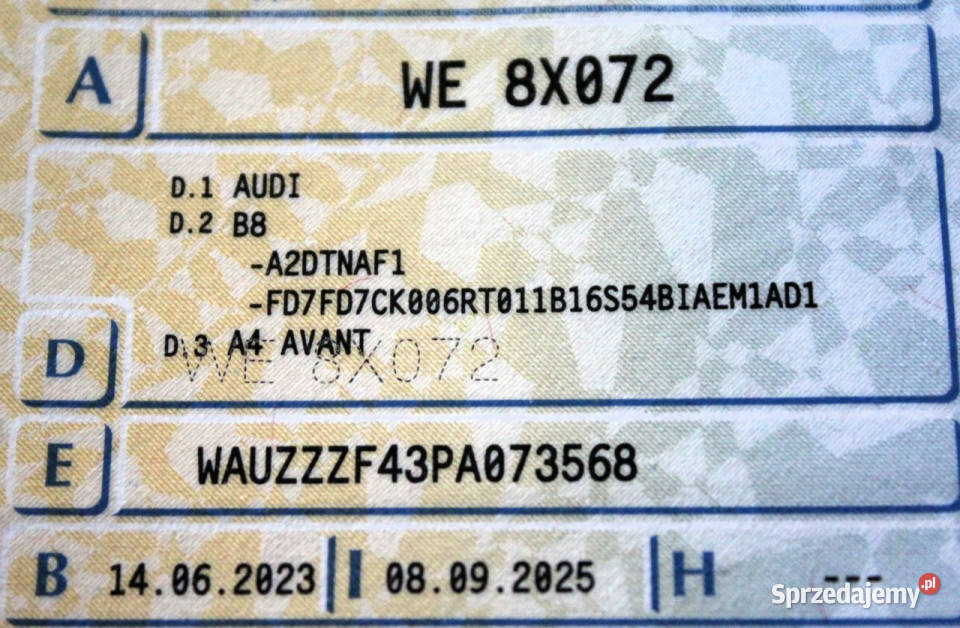 A WE 8X072
D.1 AUDI
D.2 B8
-A2DTNAF1
-FD7FD7CK006RT011B16S54BIAEM1AD1
D D.3 A4 AVANT
WE 8X072
E WAUZZZF43PA073568
B 14.06.2023 I 08.09.2025 H ---
Sprzedajemy.pl